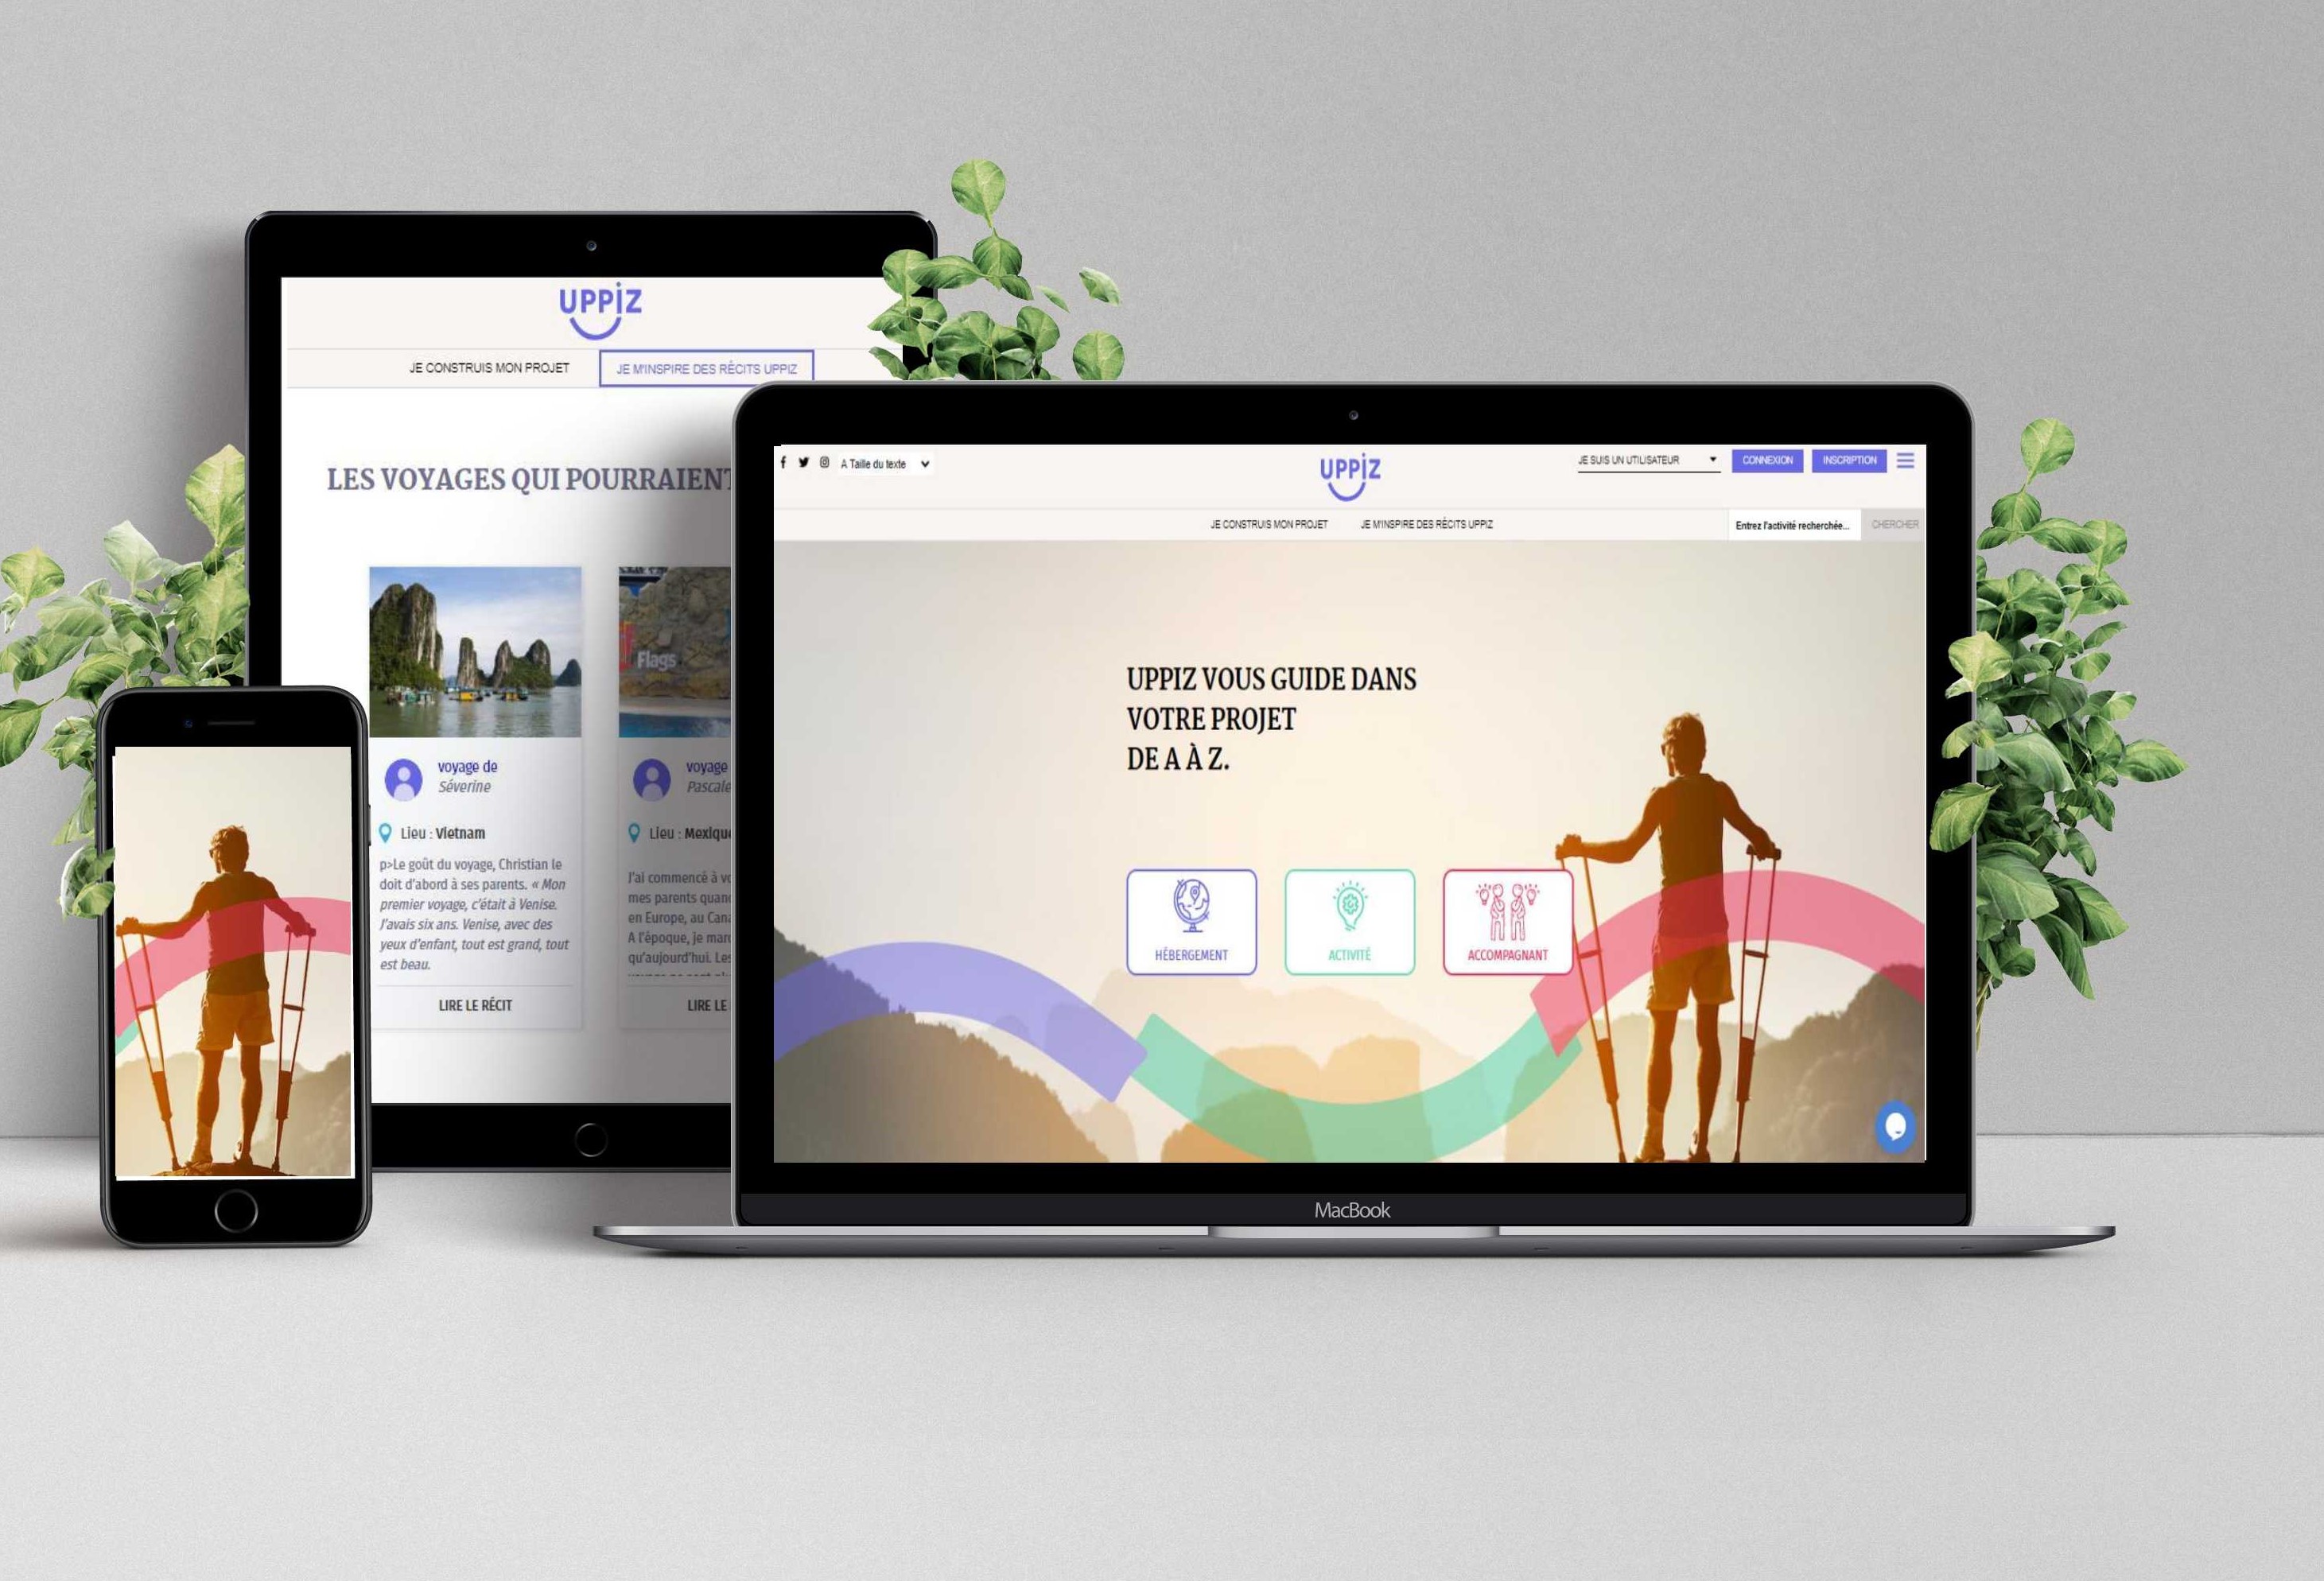 UPPIZ
JE CONSTRUIS MON PROJET
JE M'INSPIRE DES RÉCITS UPPIZ
LES VOYAGES QUI POURRAIENT
Flags
voyage de
Séverine
Lieu : Vietnam
p>Le goût du voyage, Christian le
doit d'abord à ses parents. « Mon
premier voyage, c'était à Venise.
J'avais six ans. Venise, avec des
yeux d'enfant, tout est grand, tout
est beau.
LIRE LE RÉCIT
voyage
Pascale
Lieu : Mexique
J'ai commencé à
mes parents
en Europe, au
A l'époque, je
qu'aujourd'hui. Les
LIRE LE
A Taille du texte
UPPIZ
JE SUIS UN UTILISATEUR
CONNEXION
INSCRIPTION
JE CONSTRUIS MON PROJET
JE M'INSPIRE DES RÉCITS UPPIZ
Entrez l'activité recherchée...
CHERCHER
UPPIZ VOUS GUIDE DANS
VOTRE PROJET
DE A À Z.
HÉBERGEMENT
ACTIVITÉ
ACCOMPAGNANT
MacBook